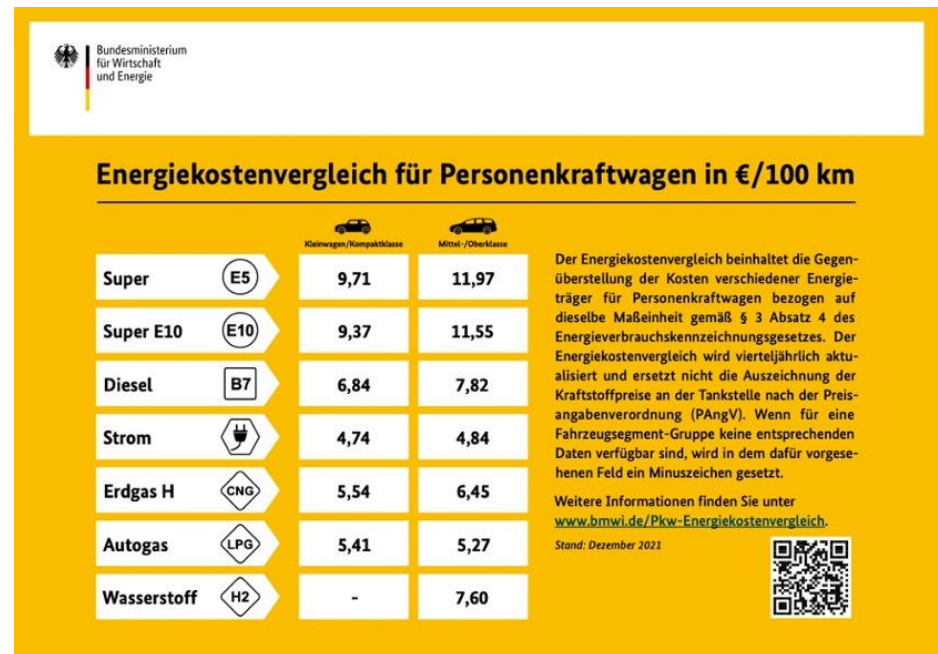 Bundesministerium
für Wirtschaft
und Energie
Energiekostenvergleich für Personenkraftwagen in €/100 km
Kleinwagen/Kompaktklasse Mittel-/Oberklasse
Super E5 9,71 11,97
Super E10 E10 9,37 11,55
Diesel B7 6,84 7,82
Strom 4,74 4,84
Erdgas H CNG 5,54 6,45
Autogas LPG 5,41 5,27
Wasserstoff H2 - 7,60
Der Energiekostenvergleich beinhaltet die Gegen-
überstellung der Kosten verschiedener Energie-
träger für Personenkraftwagen bezogen auf
dieselbe Maßeinheit gemäß § 3 Absatz 4 des
Energieverbrauchskennzeichnungsgesetzes. Der
Energiekostenvergleich wird vierteljährlich aktu-
alisiert und ersetzt nicht die Auszeichnung der
Kraftstoffpreise an der Tankstelle nach der Preis-
angabenverordnung (PAngV). Wenn für eine
Fahrzeugsegment-Gruppe keine entsprechenden
Daten verfügbar sind, wird in dem dafür vorgese-
henen Feld ein Minuszeichen gesetzt.
Weitere Informationen finden Sie unter
www.bmwi.de/Pkw-Energiekostenvergleich.
Stand: Dezember 2021